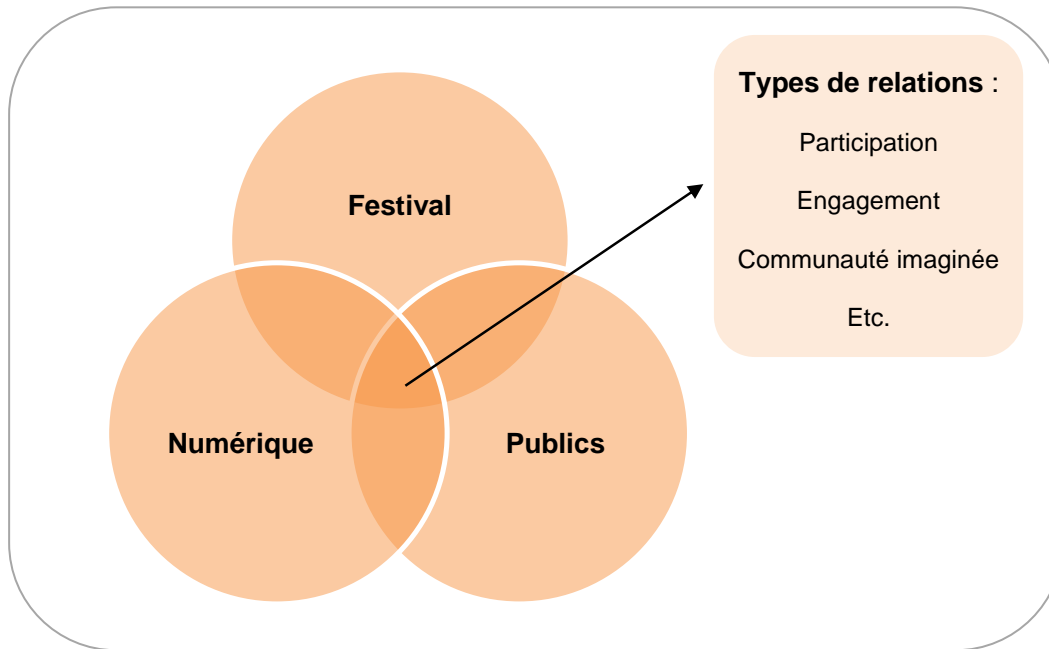 Festival
Numérique
Publics
Types de relations :
Participation
Engagement
Communauté imaginée
Etc.